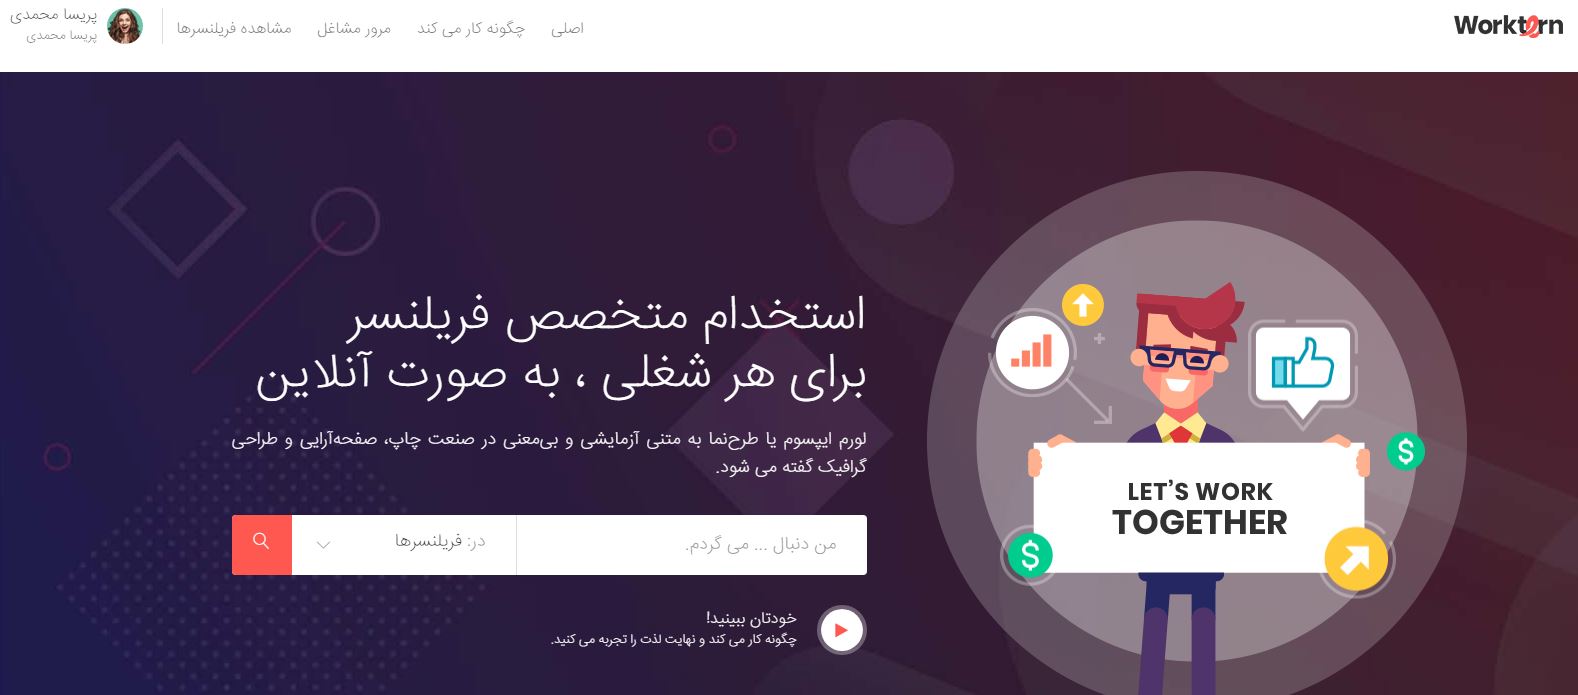 Worktern
اصلی
چگونه کار می کند
مرور مشاغل
مشاهده فریلنسرها
پریسا محمدی
پریسا محمدی
استخدام متخصص فریلنسر
برای هر شغلی ، به صورت آنلاین
لورم ایپسوم یا طرح‌نما به متنی آزمایشی و بی‌معنی در صنعت چاپ، صفحه‌آرایی و طراحی
گرافیک گفته می شود.
من دنبال ... می گردم.
در: فریلنسرها
خودتان ببینید!
چگونه کار می کند و نهایت لذت را تجربه می کنید.
LET'S WORK
TOGETHER